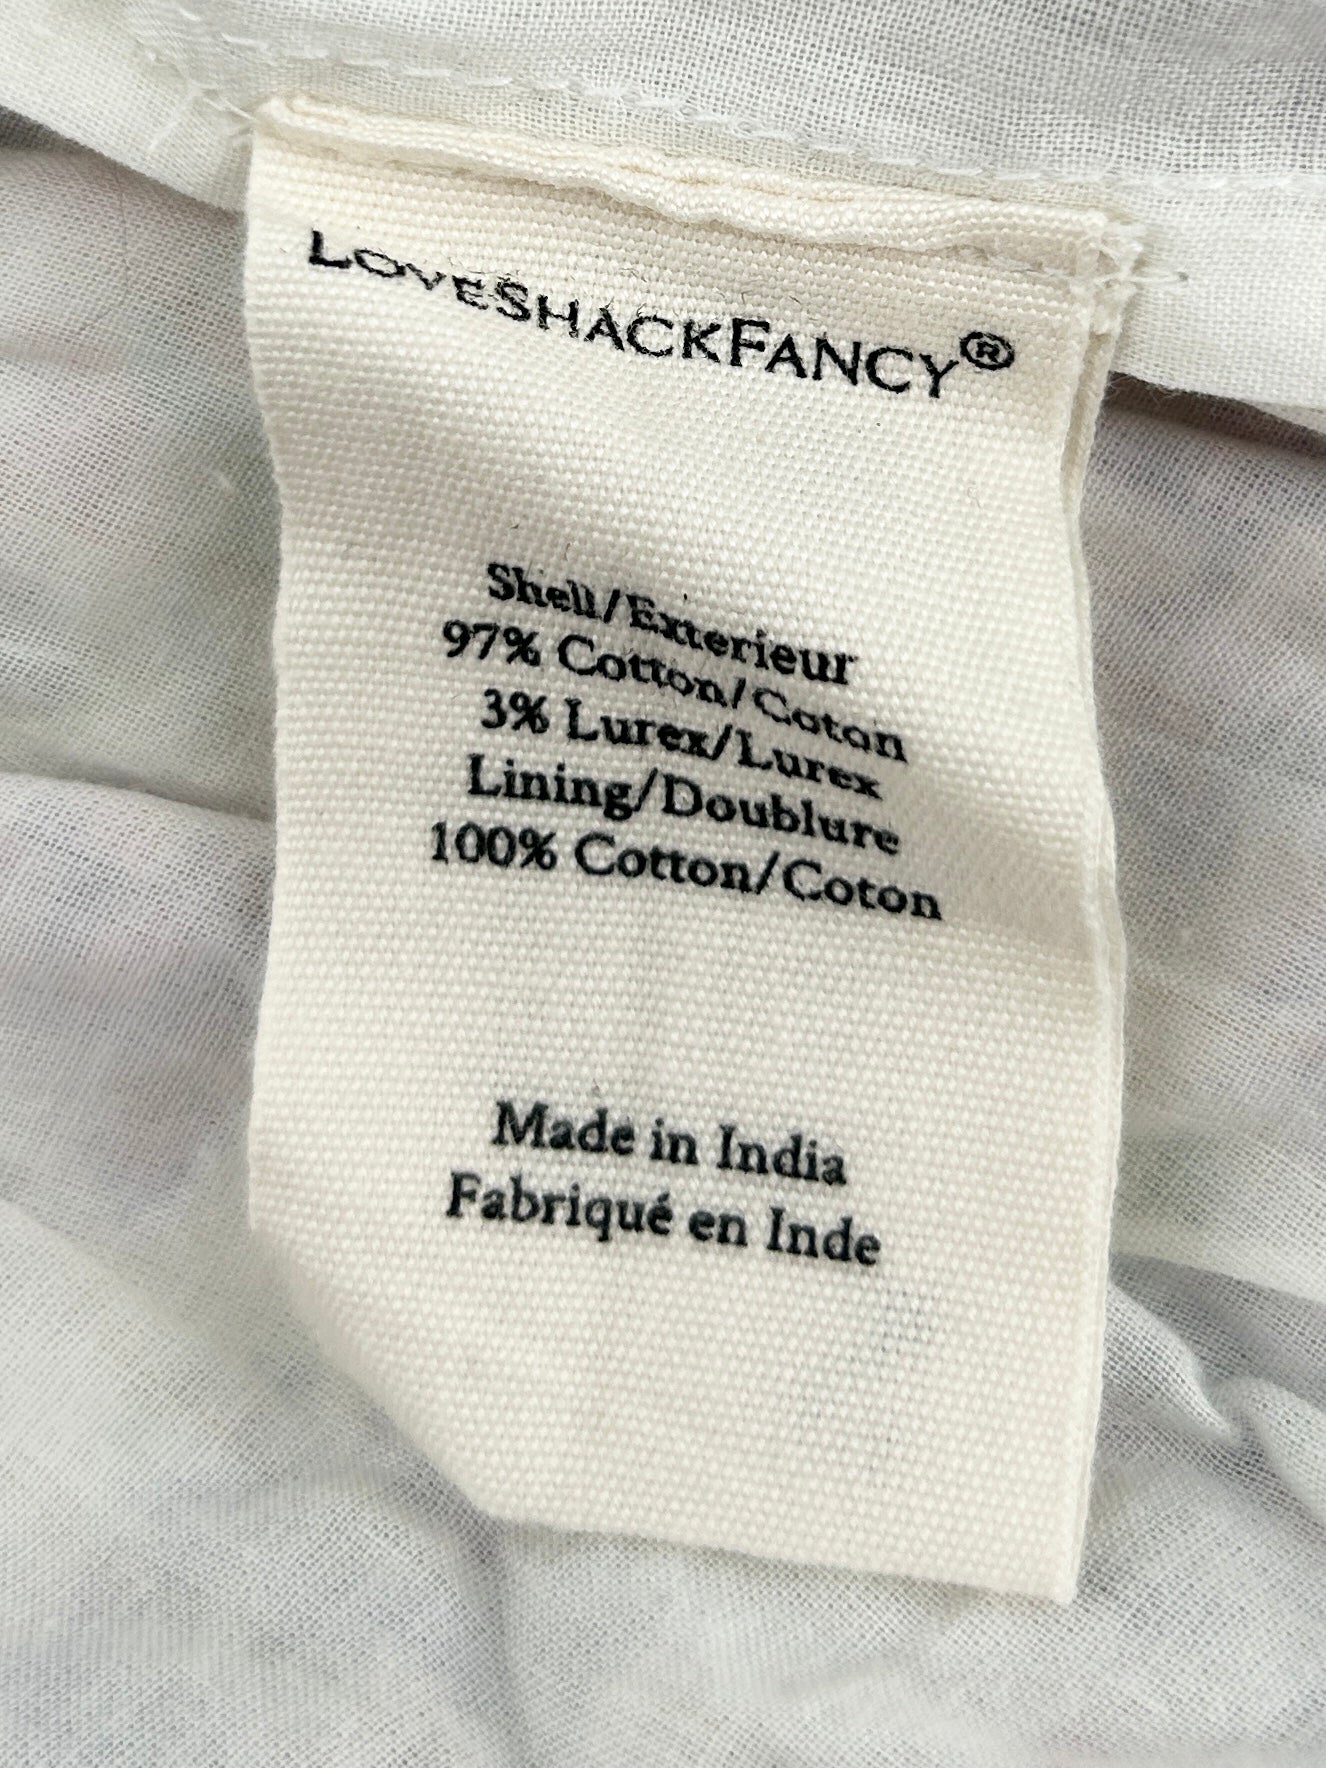 LOVESHACKFANCY®
Shell/Exterieur
97% Cotton/Coton
3% Lurex/Lurex
Lining/Doublure
100% Cotton/Coton
Made in India
Fabriqué en Inde